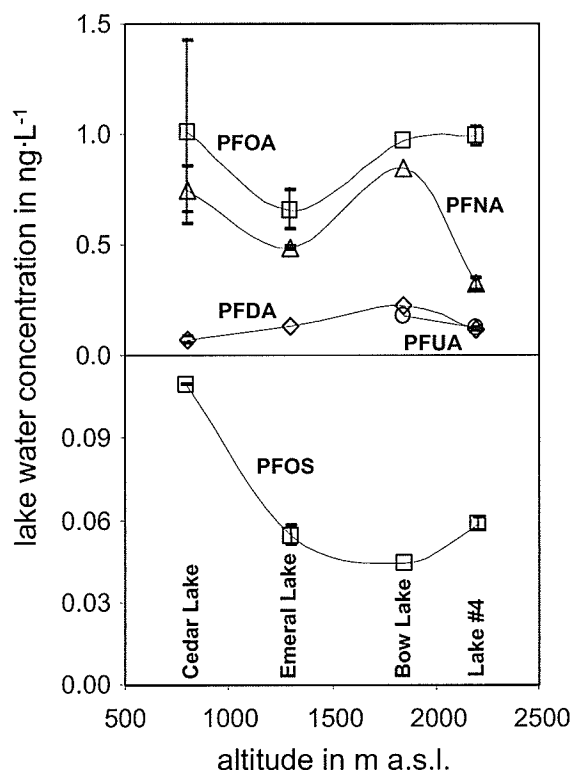 1.5
1.0
0.5
0.0
PFOA
PFNA
PFDA
PFUA
0.09
0.06
0.03
0.00
PFOS
lake water concentration in ng·L⁻¹
Cedar Lake
Emeral Lake
Bow Lake
Lake #4
500 1000 1500 2000 2500
altitude in m a.s.l.